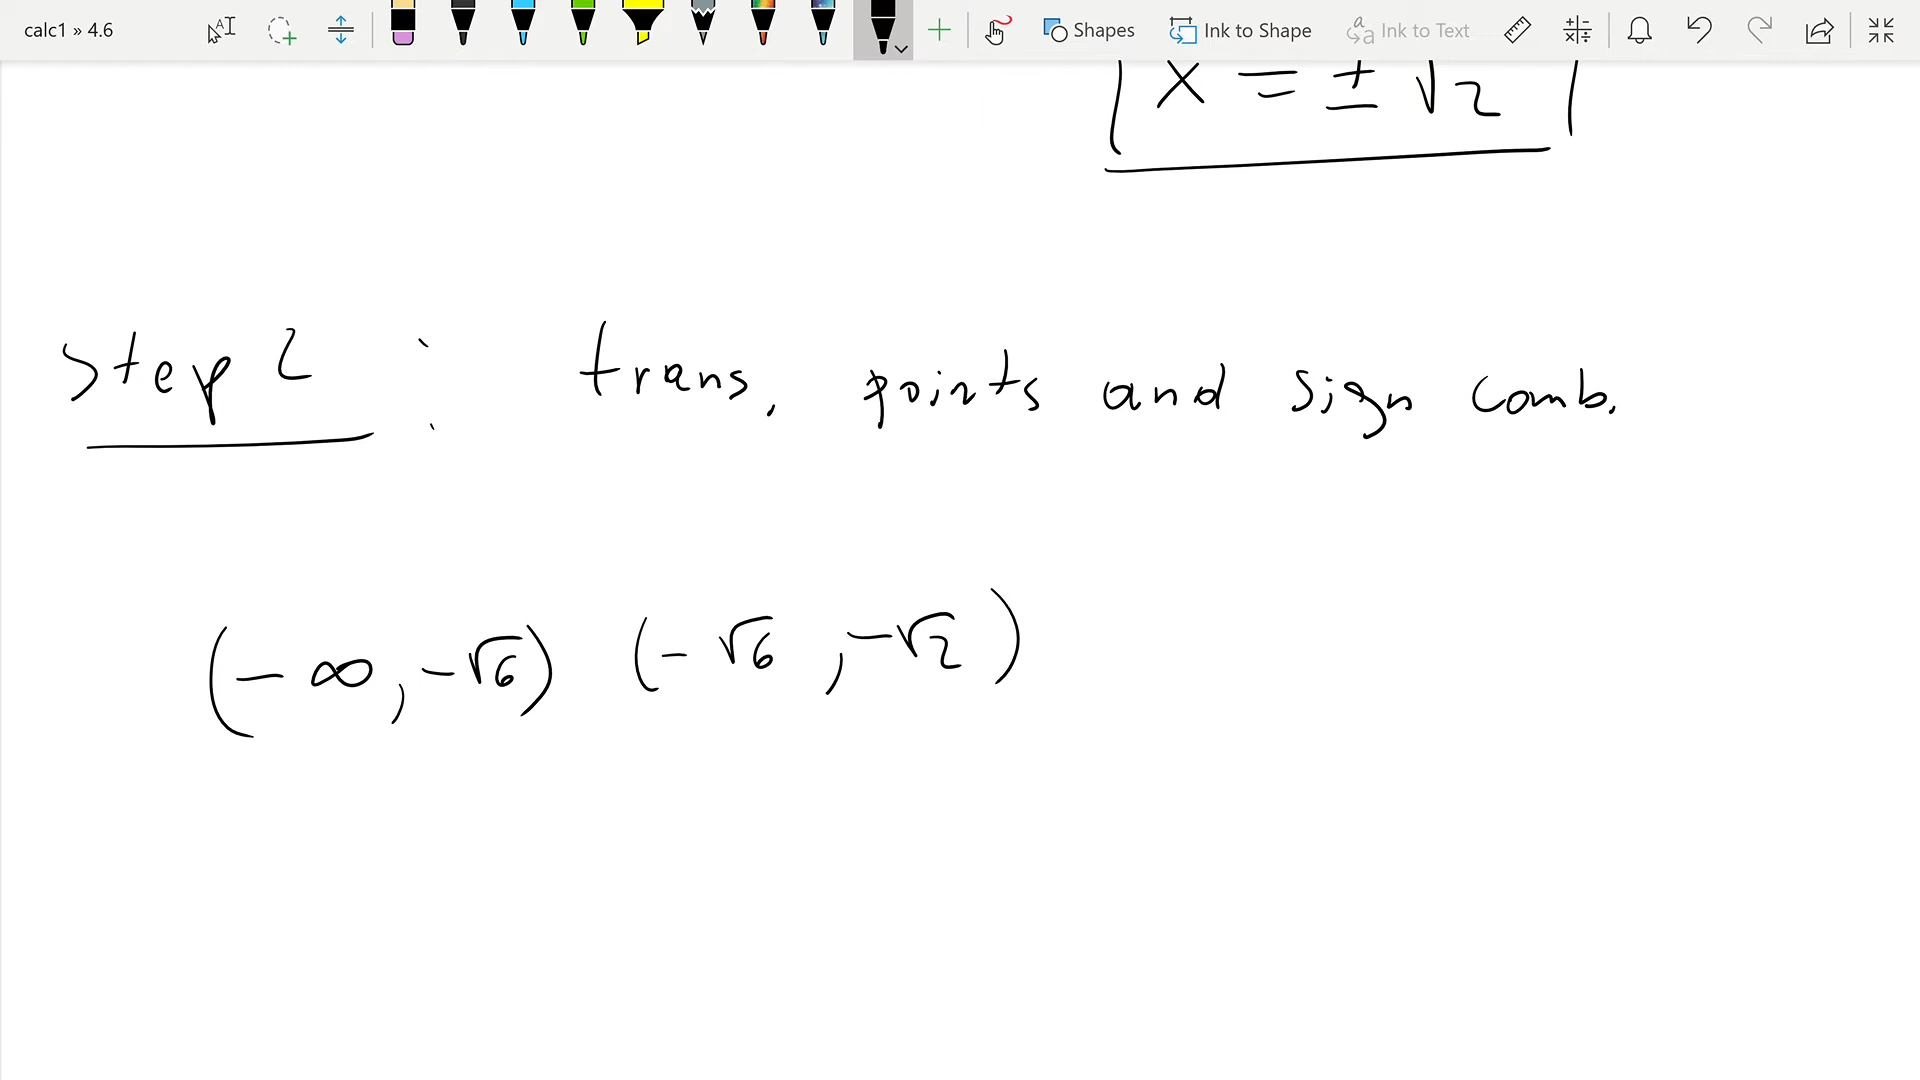 calc1 » 4.6 Shapes Ink to Shape Ink to Text
x = ± √2
Step 2 : trans. points and sign comb.
(-∞, -√6) (-√6, -√2)